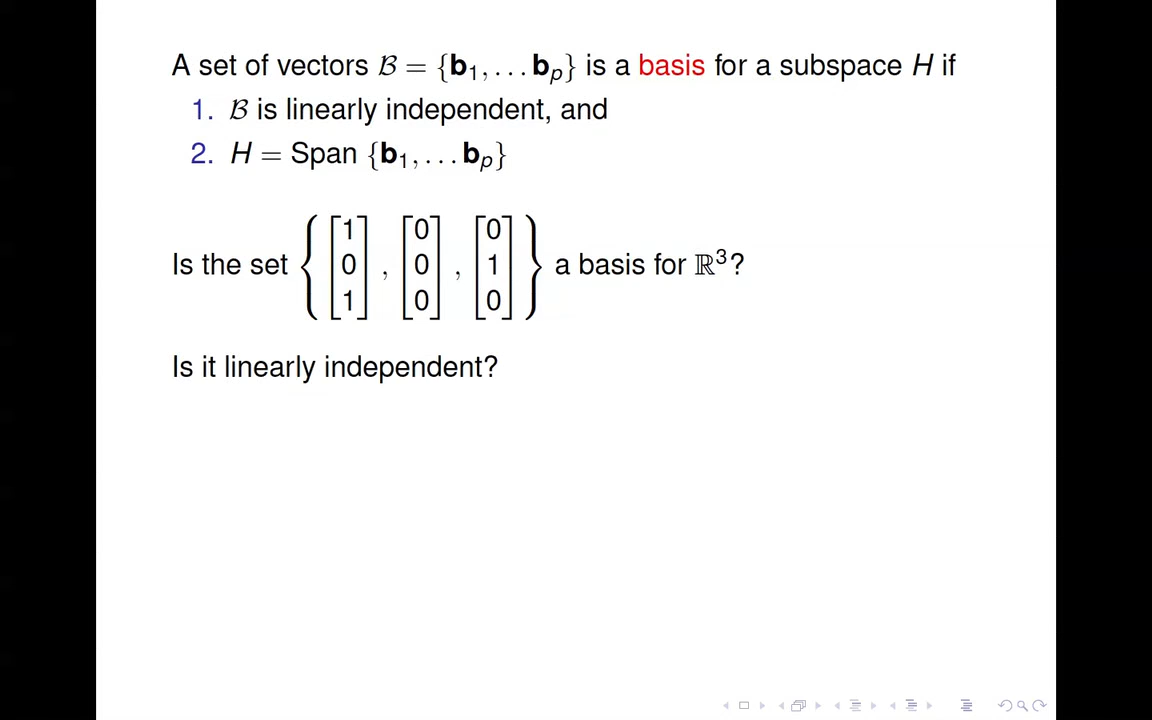 A set of vectors ℬ = {b₁, . . . bₚ} is a basis for a subspace H if
1. ℬ is linearly independent, and
2. H = Span {b₁, . . . bₚ}
Is the set { [1 0 1], [0 0 0], [0 1 0] } a basis for ℝ³?
Is it linearly independent?